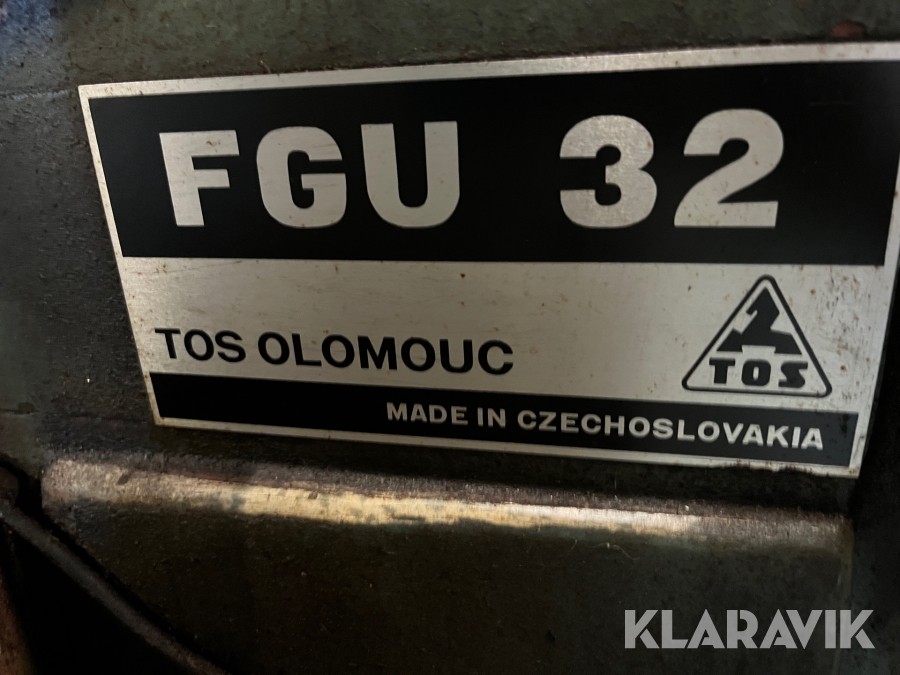 FGU 32
TOS OLOMOUC
TOS
MADE IN CZECHOSLOVAKIA
KLARAVIK